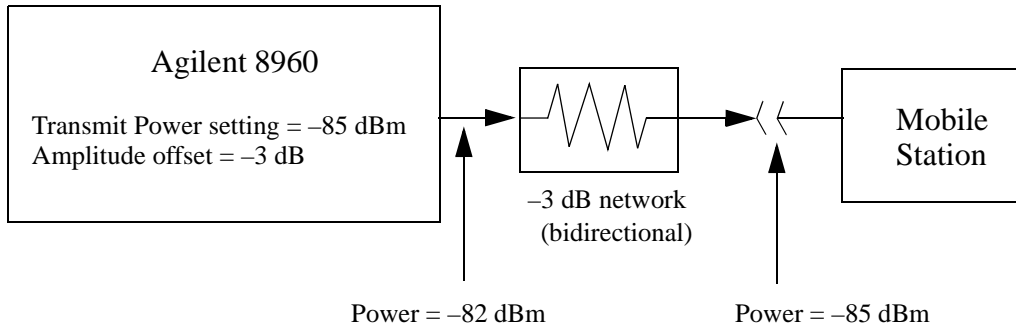 Agilent 8960
Transmit Power setting = –85 dBm
Amplitude offset = –3 dB
–3 dB network
(bidirectional)
Mobile
Station
Power = –82 dBm
Power = –85 dBm